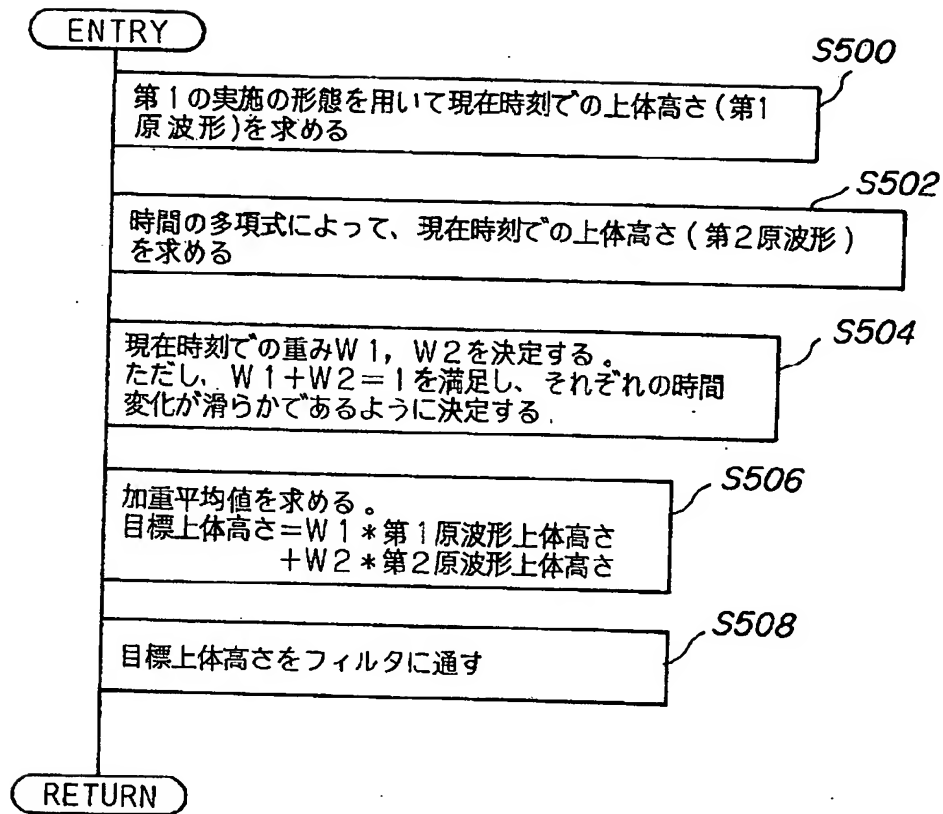 ENTRY
S500
第1の実施の形態を用いて現在時刻での上体高さ(第1
原波形)を求める
S502
時間の多項式によって、現在時刻での上体高さ(第2原波形)
を求める
S504
現在時刻での重みW1，W2を決定する。
ただし、W1+W2=1を満足し、それぞれの時間
変化が滑らかであるように決定する.
S506
加重平均値を求める。
目標上体高さ=W1*第1原波形上体高さ
+W2*第2原波形上体高さ
S508
目標上体高さをフィルタに通す
RETURN